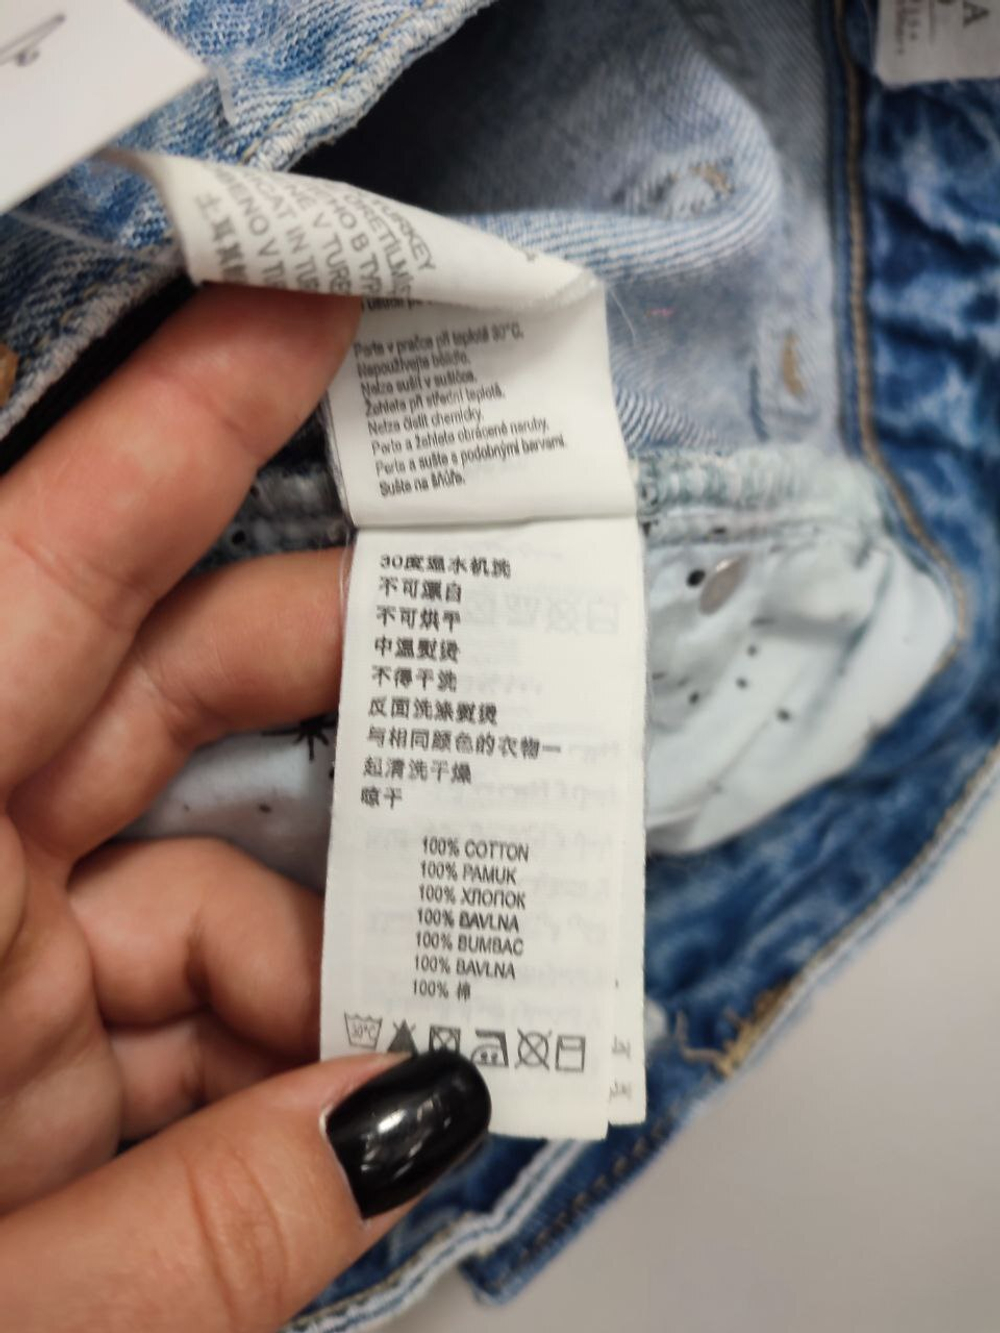 TURKEY
Perte v pračce při teplotě 30°C.
Nepoužívejte bělidla.
Nelze sušit v sušičce.
Žehlete při střední teplotě.
Nelze čistit chemicky.
Perte a žehlete obrácené naruby.
Perte a sušte s podobnými barvami.
Sušte na šňůře.
30度温水机洗
不可漂白
不可烘干
中温熨烫
不得干洗
反面洗涤熨烫
与相同颜色的衣物一
起清洗干燥
晾干
100% COTTON
100% PAMUK
100% ХЛОПОК
100% BAVLNA
100% BUMBAC
100% BAVLNA
100% 棉